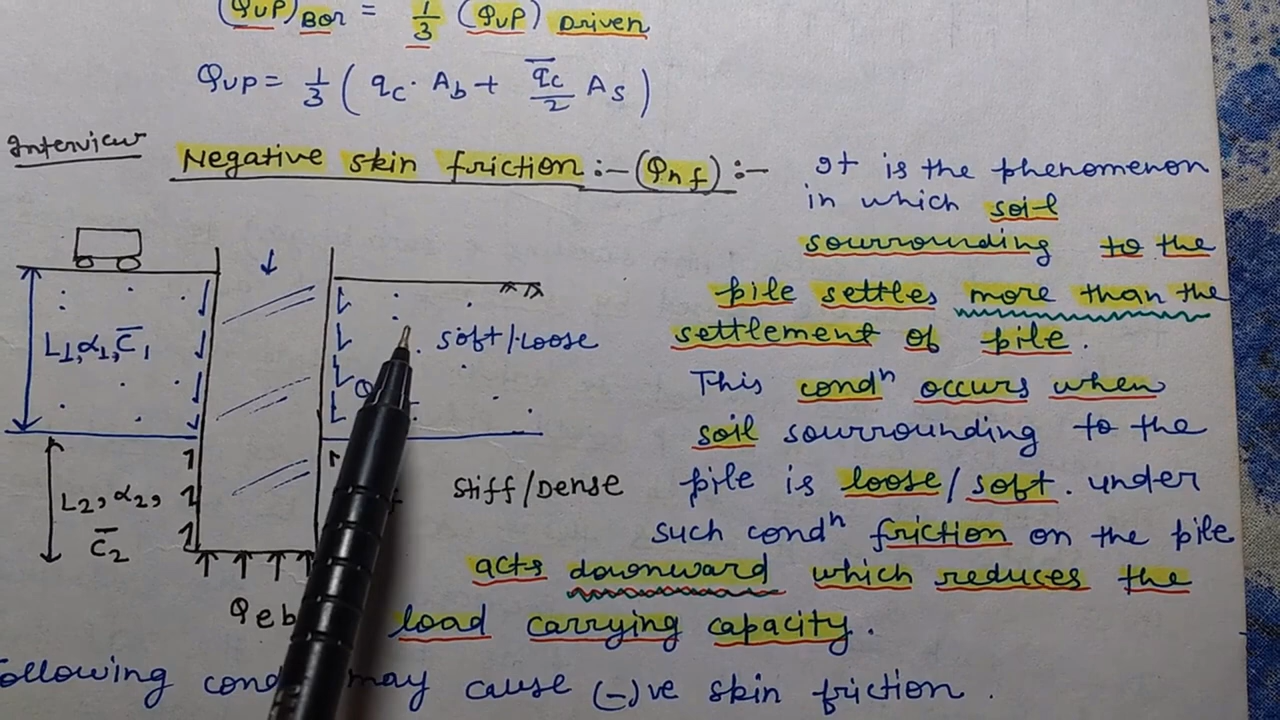 (QUP)Bor = 1/3 (QUP) Driven
QUP = 1/3 ( qc · Ab + q̅c/2 As )
Interview
Negative skin friction :- (Qnf) :- It is the phenomenon
in which soil
sourrounding to the
pile settles more than the
settlement of pile.
This condⁿ occurs when
soil sourrounding to the
pile is loose/soft. under
such condⁿ friction on the pile
acts downward which reduces the
load carrying capacity.
L1, α1, C̅1
soft/loose
L2, α2,
C̅2
Stiff/Dense
Qeb
following cond may cause (-)ve skin friction.